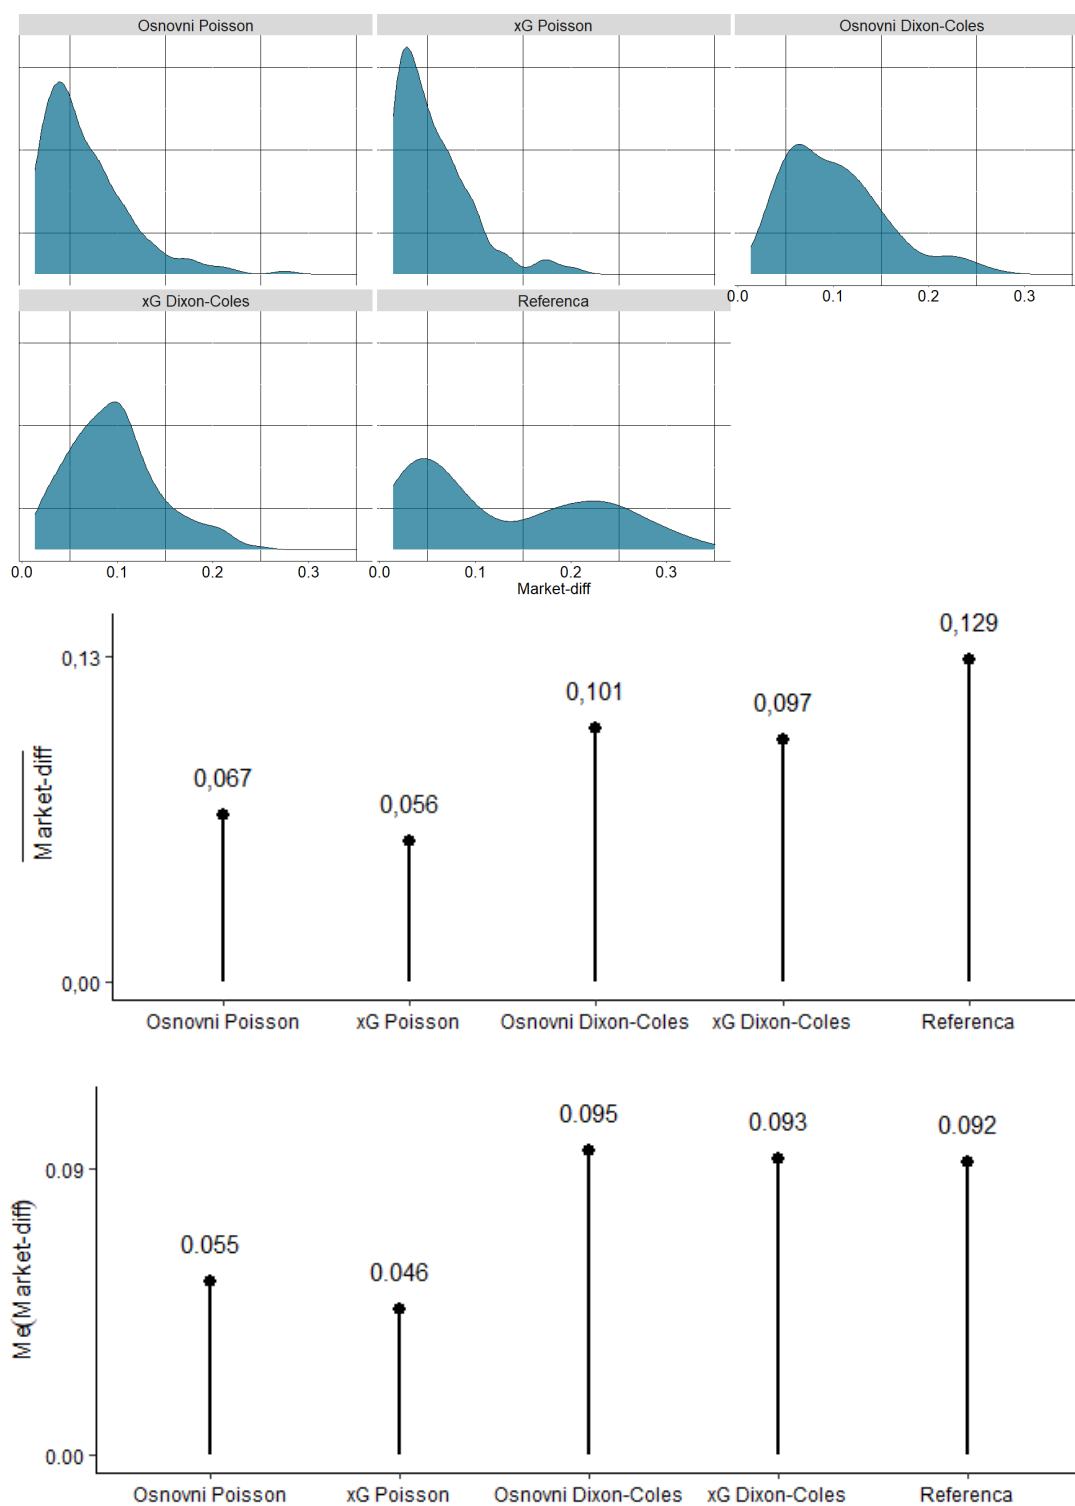 Osnovni Poisson xG Poisson Osnovni Dixon-Coles
0.0 0.1 0.2 0.3
xG Dixon-Coles Referenca
0.0 0.1 0.2 0.3 0.0 0.1 0.2 0.3
Market-diff
0,129
0,13
0,101
0,097
0,067
0,056
Market-diff
0,00
Osnovni Poisson xG Poisson Osnovni Dixon-Coles xG Dixon-Coles Referenca
0.095
0.093
0.092
0.09
0.055
0.046
Me(Market-diff)
0.00
Osnovni Poisson xG Poisson Osnovni Dixon-Coles xG Dixon-Coles Referenca